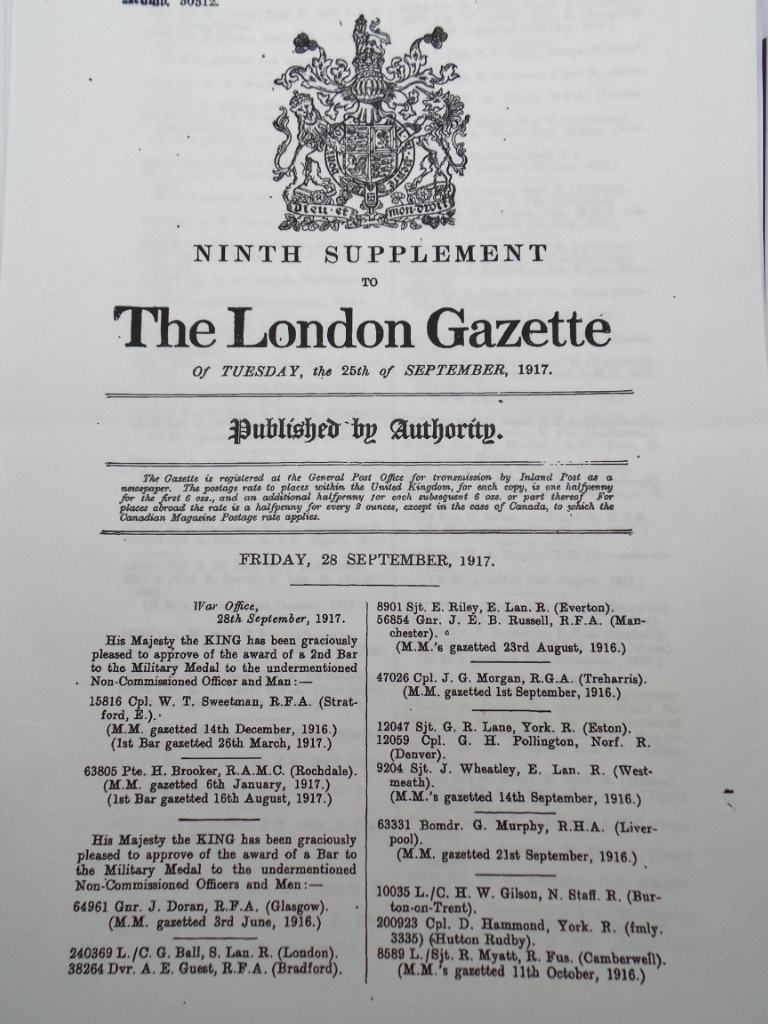 30312.
Dieu et mon droit
NINTH SUPPLEMENT
TO
The London Gazette
Of TUESDAY, the 25th of SEPTEMBER, 1917.
Published by Authority.
The Gazette is registered at the General Post Office for transmission by Inland Post as a
newspaper. The postage rate to places within the United Kingdom, for each copy, is one halfpenny
for the first 6 ozs., and an additional halfpenny for each subsequent 6 ozs. or part thereof. For
places abroad the rate is a halfpenny for every 2 ounces, except in the case of Canada, to which the
Canadian Magazine Postage rate applies.
FRIDAY, 28 SEPTEMBER, 1917.
War Office,
28th September, 1917.
His Majesty the KING has been graciously
pleased to approve of the award of a 2nd Bar
to the Military Medal to the undermentioned
Non-Commissioned Officer and Man:—
15816 Cpl. W. T. Sweetman, R.F.A. (Strat-
ford, E.).
(M.M. gazetted 14th December, 1916.)
(1st Bar gazetted 26th March, 1917.)
63805 Pte. H. Brooker, R.A.M.C. (Rochdale).
(M.M. gazetted 6th January, 1917.)
(1st Bar gazetted 16th August, 1917.)
His Majesty the KING has been graciously
pleased to approve of the award of a Bar to
the Military Medal to the undermentioned
Non-Commissioned Officers and Men:—
64961 Gnr. J. Doran, R.F.A. (Glasgow).
(M.M. gazetted 3rd June, 1916.)
240369 L./C. G. Ball, S. Lan. R. (London).
38264 Dvr. A. E. Guest, R.F.A. (Bradford).
8901 Sjt. E. Riley, E. Lan. R. (Everton).
56854 Gnr. J. E. B. Russell, R.F.A. (Man-
chester).
(M.M.'s gazetted 23rd August, 1916.)
47026 Cpl. J. G. Morgan, R.G.A. (Treharris).
(M.M. gazetted 1st September, 1916.)
12047 Sjt. G. R. Lane, York. R. (Eston).
12059 Cpl. G. H. Pollington, Norf. R.
(Denver).
9204 Sjt. J. Wheatley, E. Lan. R. (West-
meath).
(M.M.'s gazetted 14th September, 1916.)
63331 Bomdr. G. Murphy, R.H.A. (Liver-
pool).
(M.M. gazetted 21st September, 1916.)
10035 L./C. H. W. Gilson, N. Staff. R. (Bur-
ton-on-Trent).
200923 Cpl. D. Hammond, York. R. (fmly.
3335) (Hutton Rudby).
8589 L./Sjt. R. Myatt, R. Fus. (Camberwell).
(M.M.'s gazetted 11th October, 1916.)